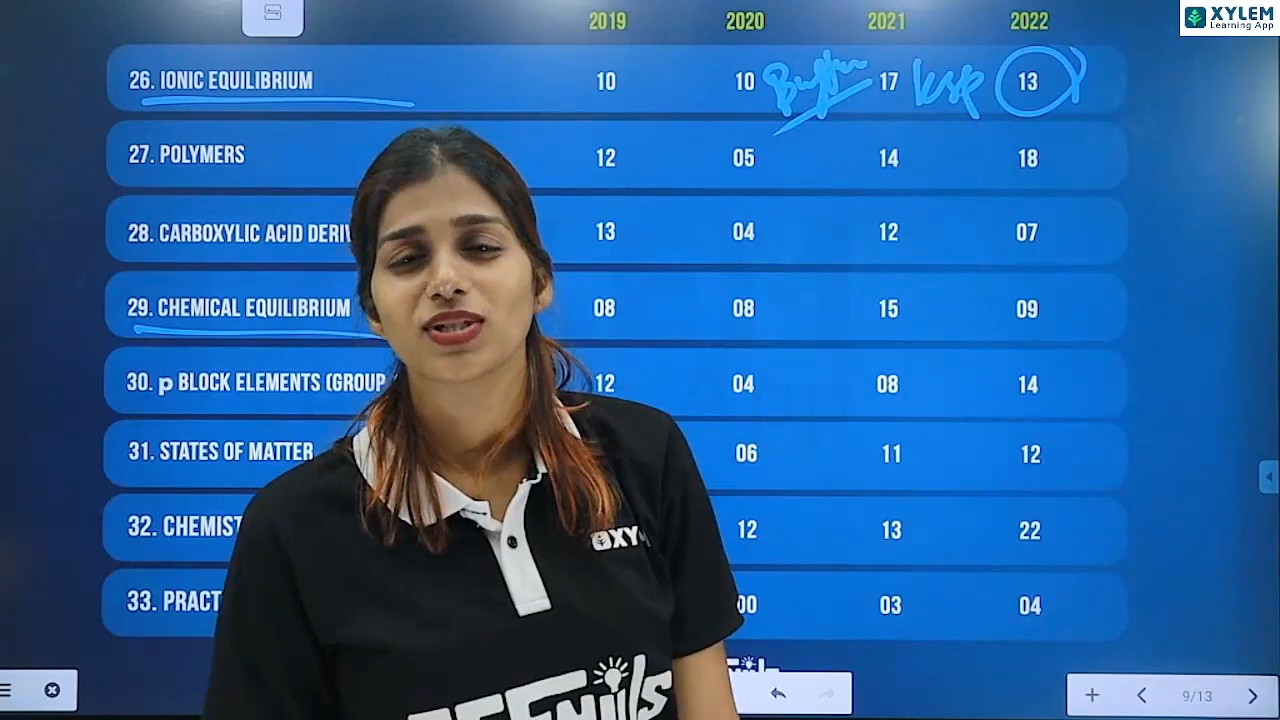 XYLEM
Learning App
2019 2020 2021 2022
26. IONIC EQUILIBRIUM 10 10 Buffer 17 KSP 13
27. POLYMERS 12 05 14 18
28. CARBOXYLIC ACID DERIV 13 04 12 07
29. CHEMICAL EQUILIBRIUM 08 08 15 09
30. p BLOCK ELEMENTS (GROUP 12 04 08 14
31. STATES OF MATTER 06 11 12
32. CHEMIST 12 13 22
33. PRACT 00 03 04
XY
9/13